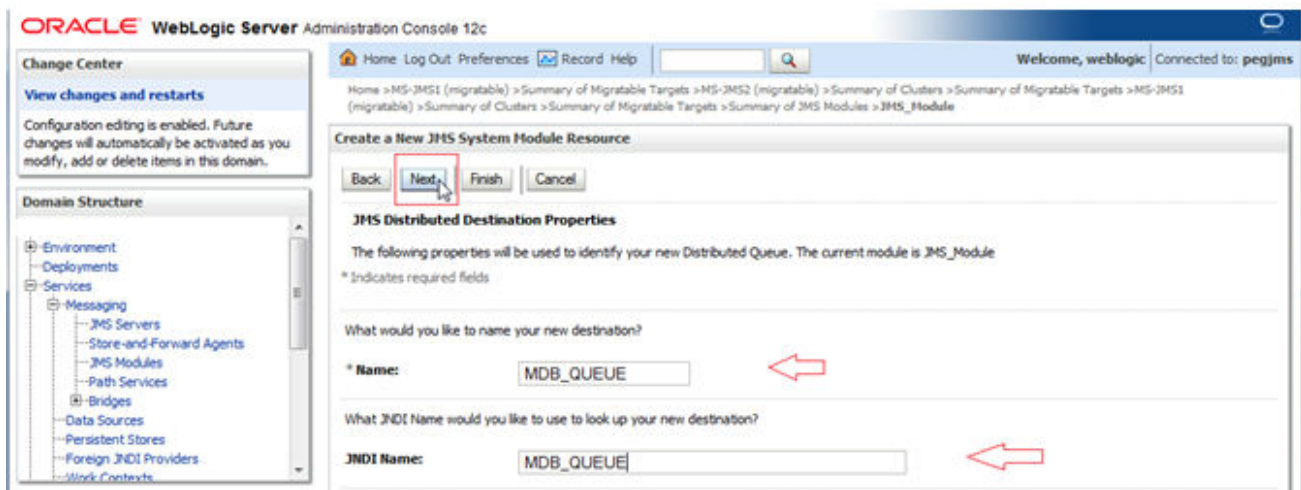 ORACLE WebLogic Server Administration Console 12c
Change Center
View changes and restarts
Configuration editing is enabled. Future
changes will automatically be activated as you
modify, add or delete items in this domain.
Domain Structure
Environment
Deployments
Services
Messaging
JMS Servers
Store-and-Forward Agents
JMS Modules
Path Services
Bridges
Data Sources
Persistent Stores
Foreign JNDI Providers
Work Contexts
Home Log Out Preferences Record Help
Welcome, weblogic Connected to: pegjms
Home >MS-JMS1 (migratable) >Summary of Migratable Targets >MS-JMS2 (migratable) >Summary of Clusters >Summary of Migratable Targets >MS-JMS1
(migratable) >Summary of Clusters >Summary of Migratable Targets >Summary of JMS Modules >JMS_Module
Create a New JMS System Module Resource
Back Next Finish Cancel
JMS Distributed Destination Properties
The following properties will be used to identify your new Distributed Queue. The current module is JMS_Module
* Indicates required fields
What would you like to name your new destination?
* Name: MDB_QUEUE
What JNDI Name would you like to use to look up your new destination?
JNDI Name: MDB_QUEUE